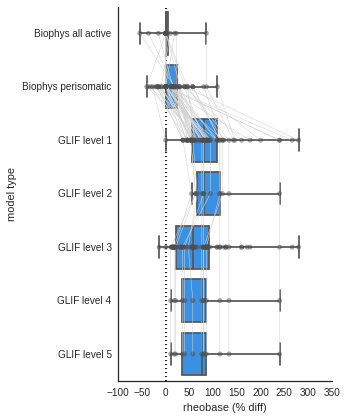 Biophys all active
Biophys perisomatic
GLIF level 1
GLIF level 2
GLIF level 3
GLIF level 4
GLIF level 5
model type
−100 −50 0 50 100 150 200 250 300 350
rheobase (% diff)